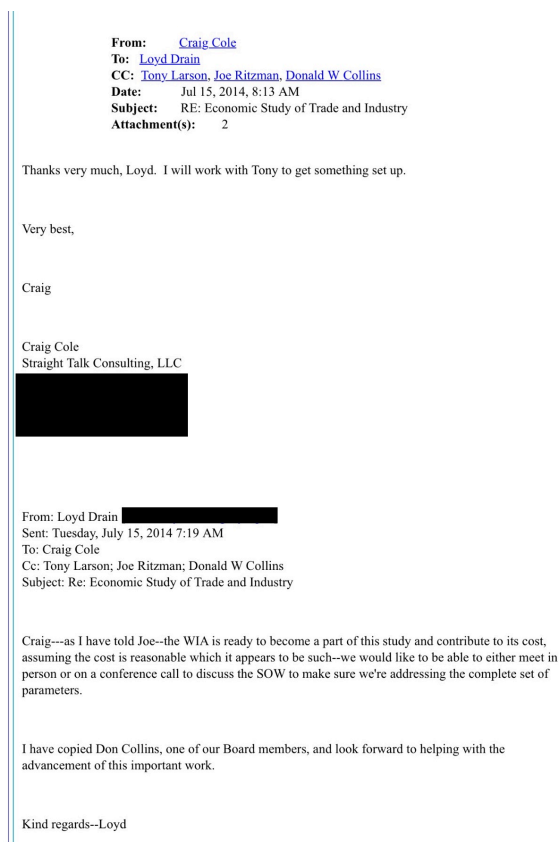 From: Craig Cole
To: Loyd Drain
CC: Tony Larson, Joe Ritzman, Donald W Collins
Date: Jul 15, 2014, 8:13 AM
Subject: RE: Economic Study of Trade and Industry
Attachment(s): 2
Thanks very much, Loyd. I will work with Tony to get something set up.
Very best,
Craig
Craig Cole
Straight Talk Consulting, LLC
From: Loyd Drain
Sent: Tuesday, July 15, 2014 7:19 AM
To: Craig Cole
Cc: Tony Larson; Joe Ritzman; Donald W Collins
Subject: Re: Economic Study of Trade and Industry
Craig---as I have told Joe--the WIA is ready to become a part of this study and contribute to its cost,
assuming the cost is reasonable which it appears to be such--we would like to be able to either meet in
person or on a conference call to discuss the SOW to make sure we're addressing the complete set of
parameters.
I have copied Don Collins, one of our Board members, and look forward to helping with the
advancement of this important work.
Kind regards--Loyd